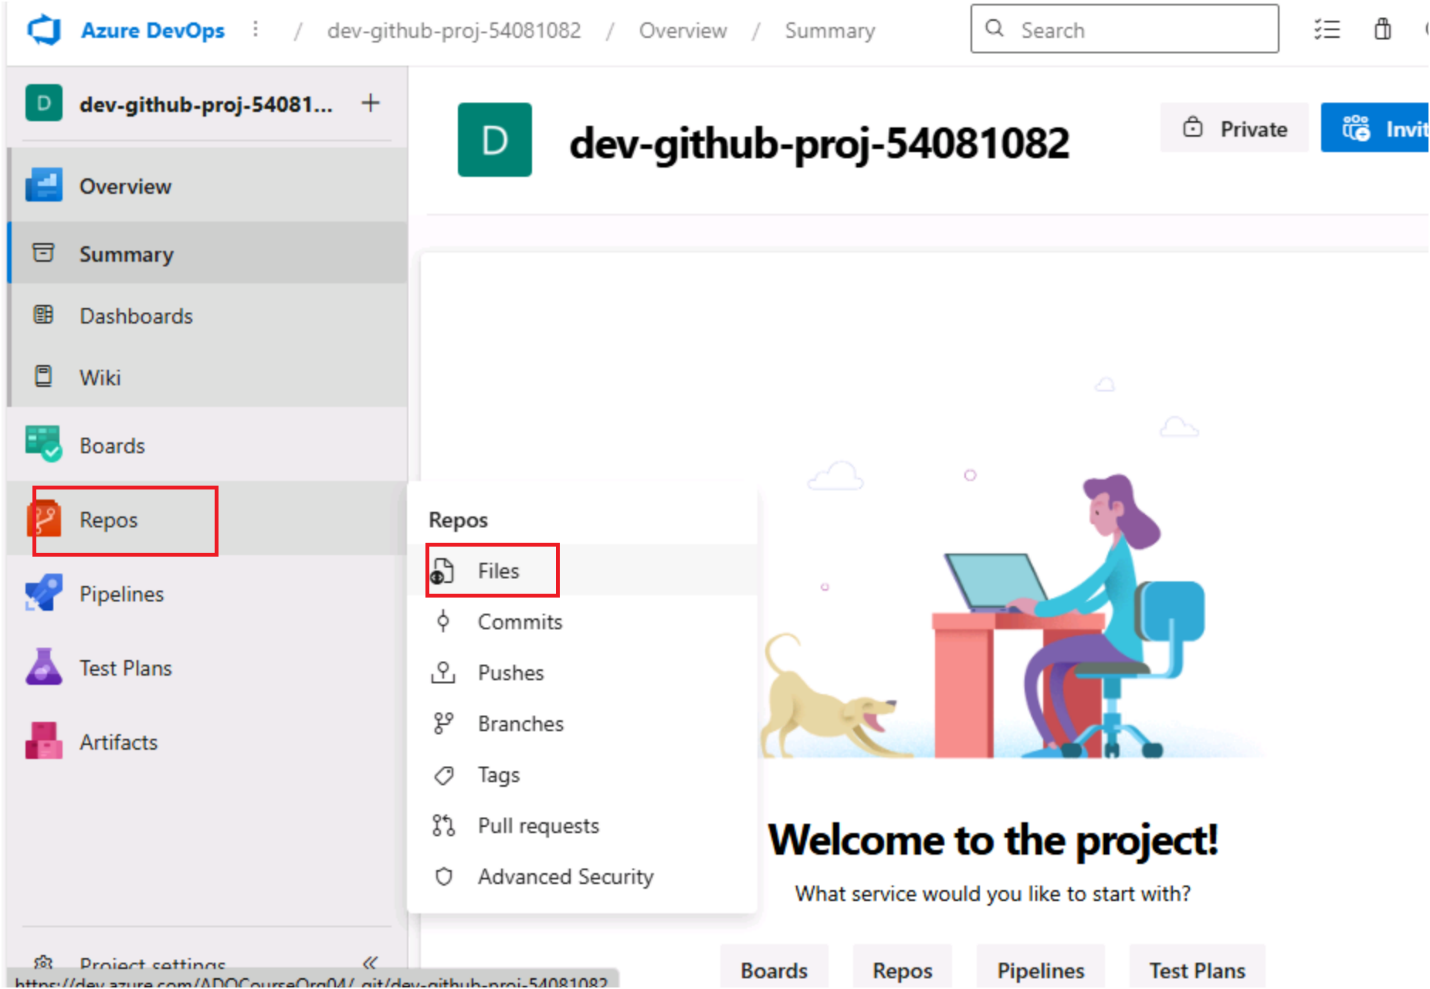 Azure DevOps / dev-github-proj-54081082 / Overview / Summary Search
D dev-github-proj-54081... +
D dev-github-proj-54081082 Private Invit
Overview
Summary
Dashboards
Wiki
Boards
Repos
Pipelines
Test Plans
Artifacts
Repos
Files
Commits
Pushes
Branches
Tags
Pull requests
Advanced Security
Welcome to the project!
What service would you like to start with?
Boards Repos Pipelines Test Plans
Project settings
https://dev.azure.com/ADOCourseOrg04/_git/dev-github-proj-54081082